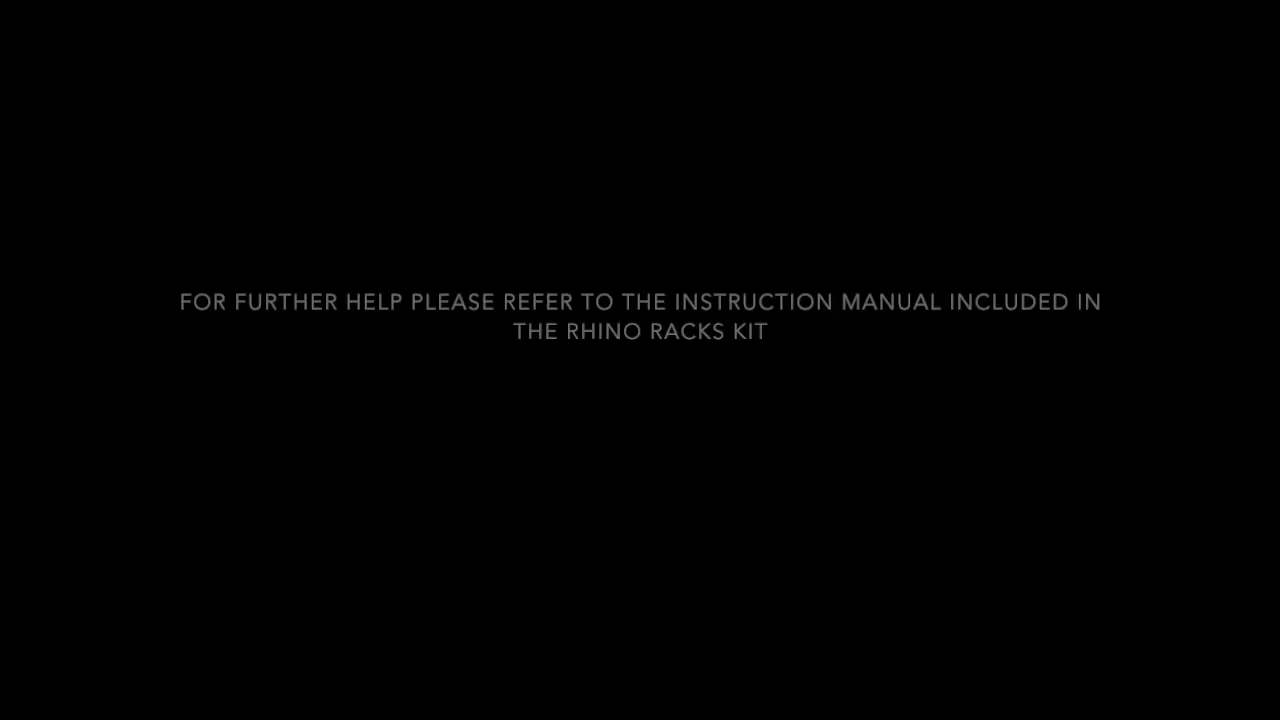 FOR FURTHER HELP PLEASE REFER TO THE INSTRUCTION MANUAL INCLUDED IN
THE RHINO RACKS KIT